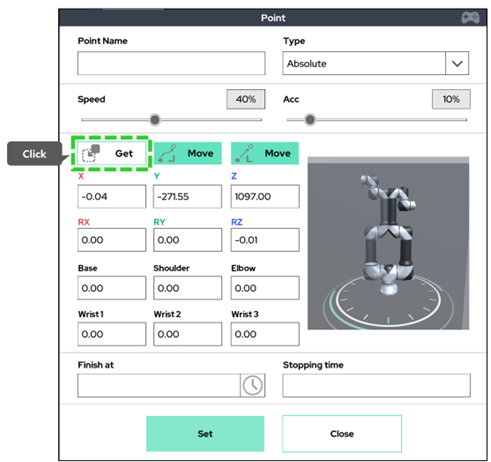 Point
Point Name
Type
Absolute
Speed
40%
Acc
10%
Click
Get
J Move
L Move
X
Y
Z
-0.04
-271.55
1097.00
RX
RY
RZ
0.00
0.00
-0.01
Base
Shoulder
Elbow
0.00
0.00
0.00
Wrist 1
Wrist 2
Wrist 3
0.00
0.00
0.00
Finish at
Stopping time
Set
Close